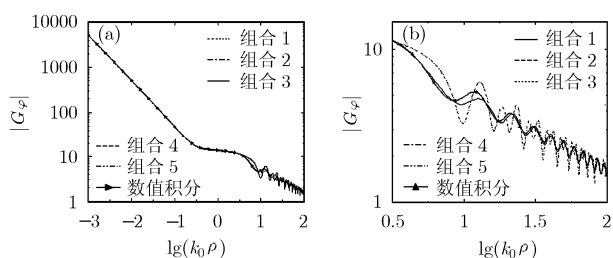 (a)
组合 1
组合 2
组合 3
组合 4
组合 5
数值积分
10000
1000
100
10
1
−3
−2
−1
0
1
2
|Gφ|
lg(k₀ρ)
(b)
组合 1
组合 2
组合 3
组合 4
组合 5
数值积分
10
1
0.5
1
1.5
2
|Gφ|
lg(k₀ρ)